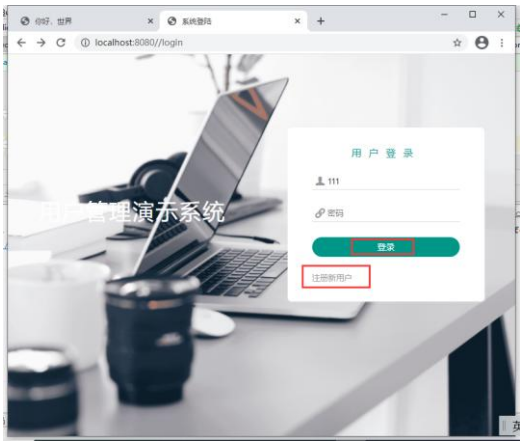 你好，世界
系统登陆
localhost:8080//login
用户登录
用户管理演示系统
111
密码
登录
注册新用户
英